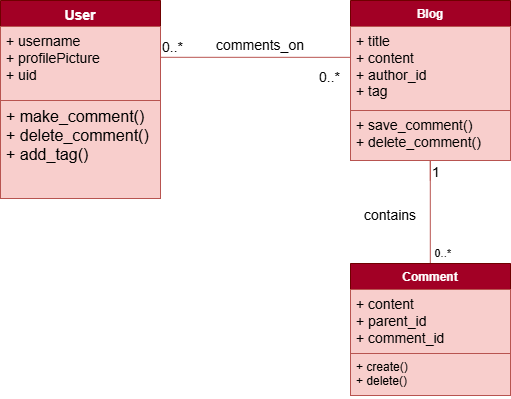 User
+ username
+ profilePicture
+ uid
+ make_comment()
+ delete_comment()
+ add_tag()
0..*
comments_on
0..*
Blog
+ title
+ content
+ author_id
+ tag
+ save_comment()
+ delete_comment()
1
contains
0..*
Comment
+ content
+ parent_id
+ comment_id
+ create()
+ delete()